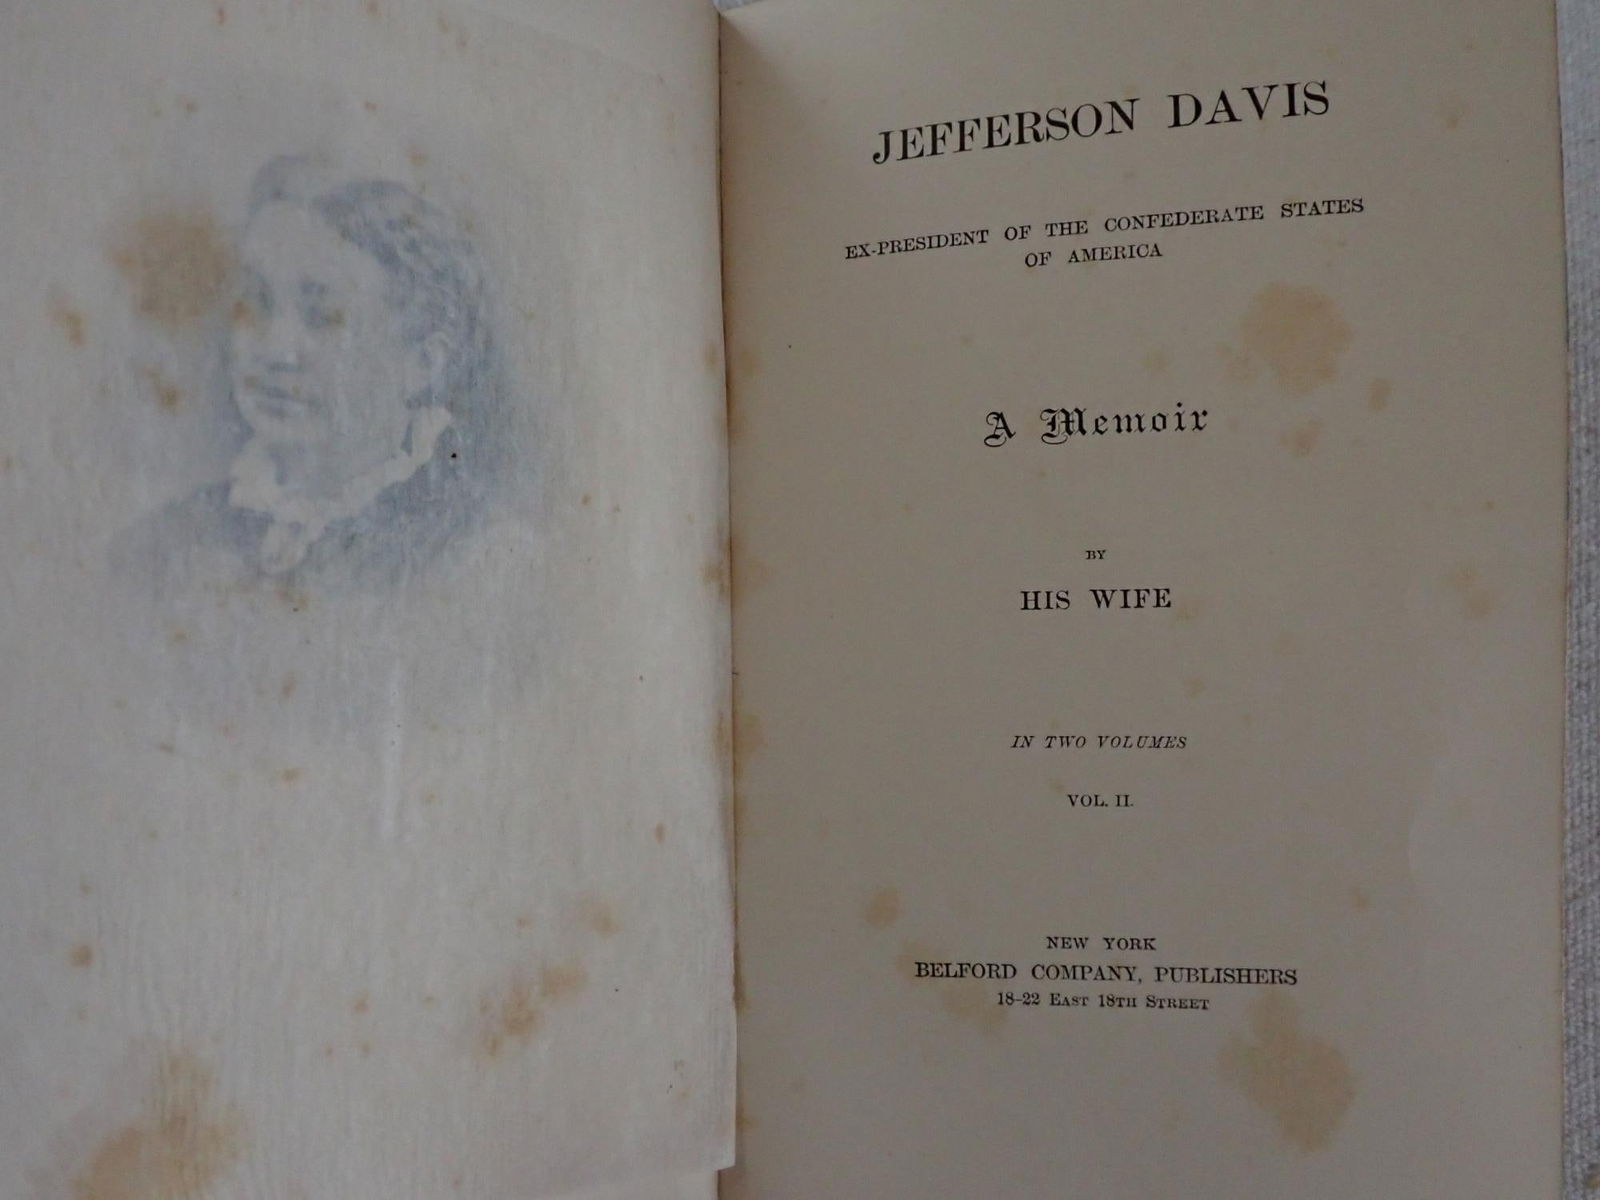 JEFFERSON DAVIS
EX-PRESIDENT OF THE CONFEDERATE STATES
OF AMERICA
A Memoir
BY
HIS WIFE
IN TWO VOLUMES
VOL. II.
NEW YORK
BELFORD COMPANY, PUBLISHERS
18-22 EAST 18TH STREET